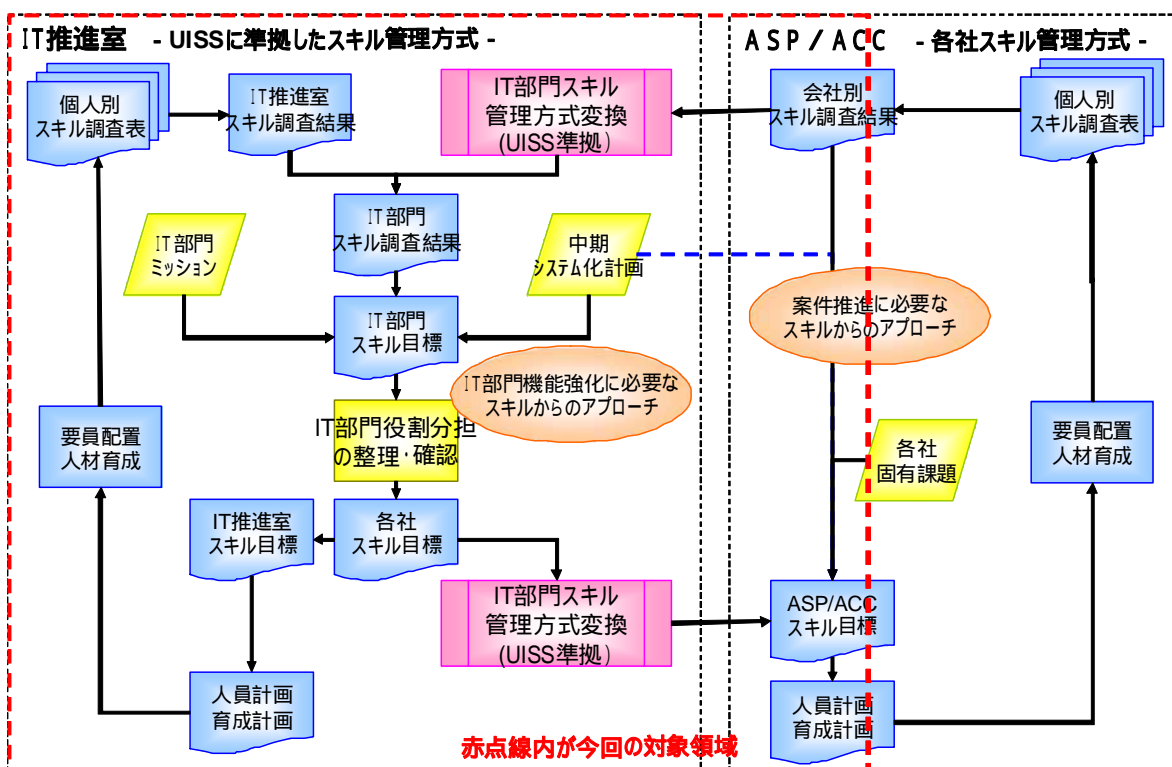 IT推進室 - UISSに準拠したスキル管理方式 -
ASP/ACC - 各社スキル管理方式 -
個人別
スキル調査表
IT推進室
スキル調査結果
IT部門スキル
管理方式変換
(UISS準拠)
会社別
スキル調査結果
個人別
スキル調査表
IT部門
スキル調査結果
IT部門
ミッション
中期
システム化計画
IT部門
スキル目標
案件推進に必要な
スキルからのアプローチ
IT部門機能強化に必要な
スキルからのアプローチ
IT部門役割分担
の整理・確認
要員配置
人材育成
各社
固有課題
要員配置
人材育成
IT推進室
スキル目標
各社
スキル目標
IT部門スキル
管理方式変換
(UISS準拠)
ASP/ACC
スキル目標
人員計画
育成計画
人員計画
育成計画
赤点線内が今回の対象領域